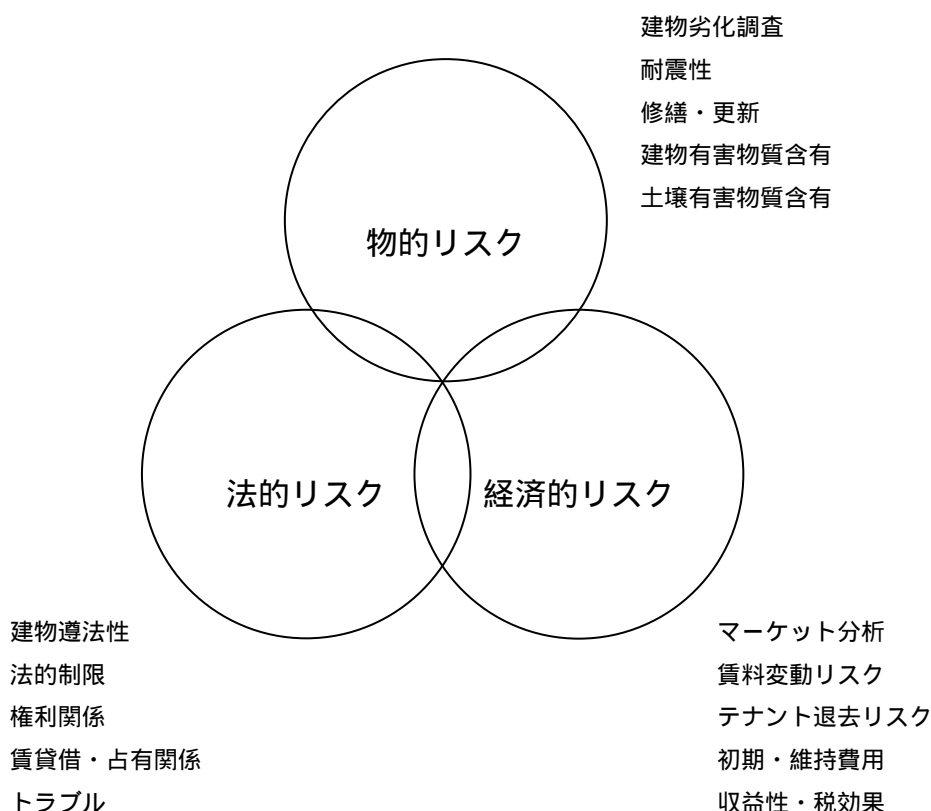 建物劣化調査
耐震性
修繕・更新
建物有害物質含有
土壌有害物質含有
物的リスク
法的リスク
経済的リスク
建物遵法性
法的制限
権利関係
賃貸借・占有関係
トラブル
マーケット分析
賃料変動リスク
テナント退去リスク
初期・維持費用
収益性・税効果